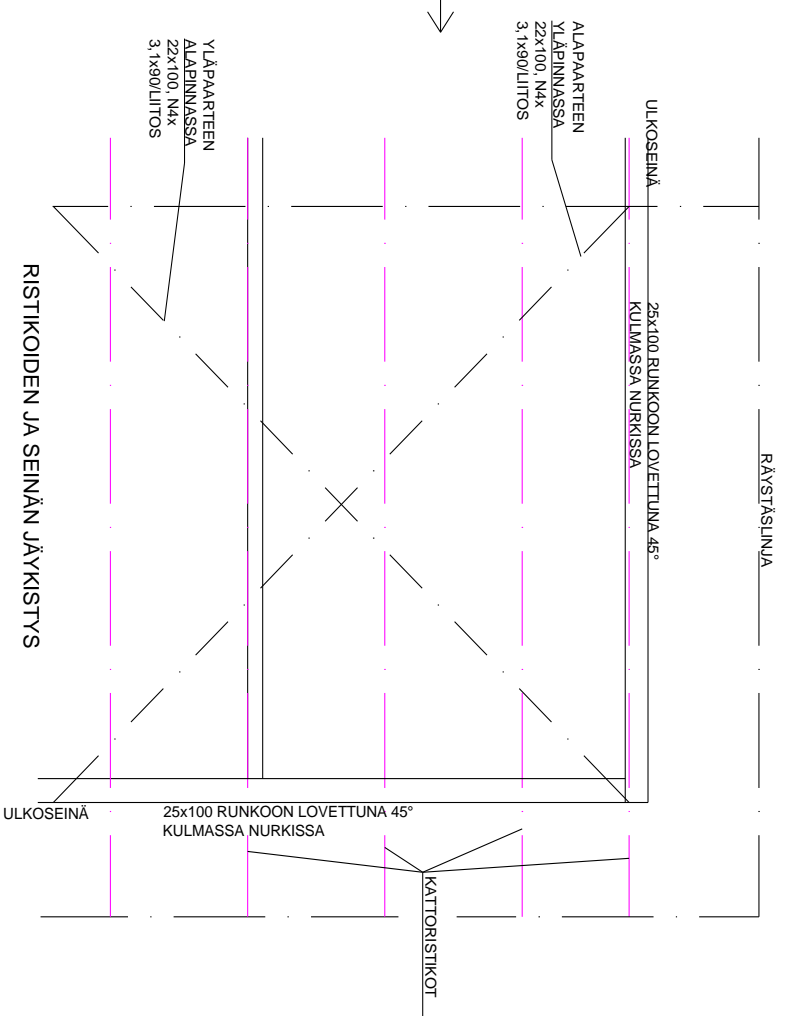 YLÄPAARTEEN
ALAPINNASSA
22x100, N4x
3,1x90/LIITOS
ALAPAARTEEN
YLÄPINNASSA
22x100, N4x
3,1x90/LIITOS
ULKOSEINÄ
25x100 RUNKOON LOVETTUNA 45°
KULMASSA NURKISSA
RÄYSTÄSLINJA
RISTIKOIDEN JA SEINÄN JÄYKISTYS
ULKOSEINÄ
25x100 RUNKOON LOVETTUNA 45°
KULMASSA NURKISSA
KATTORISTIKOT